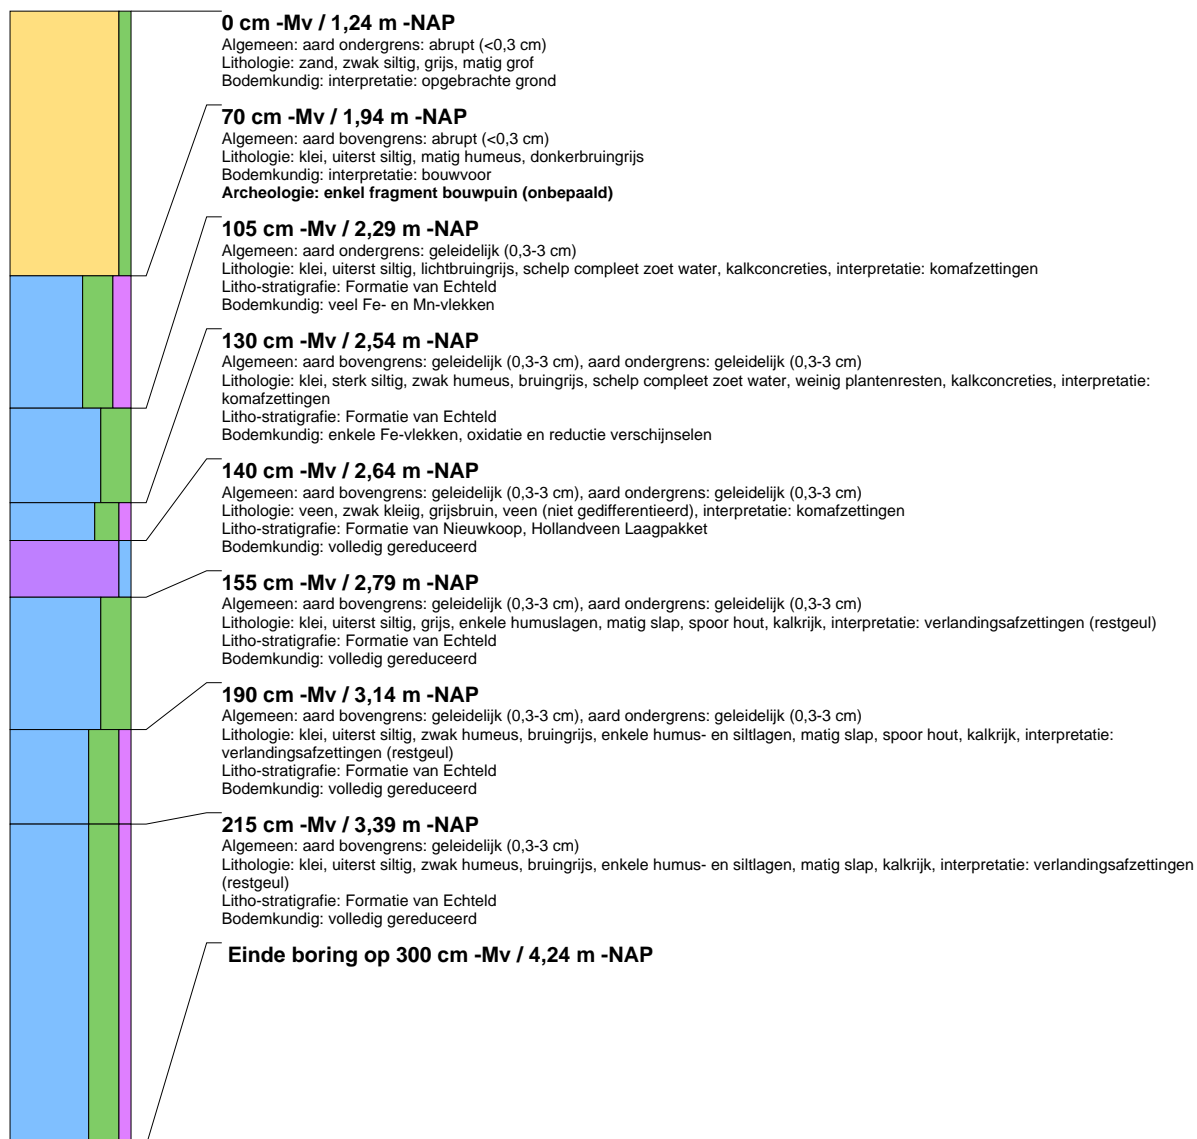 0 cm -Mv / 1,24 m -NAP
Algemeen: aard ondergrens: abrupt (<0,3 cm)
Lithologie: zand, zwak siltig, grijs, matig grof
Bodemkundig: interpretatie: opgebrachte grond
70 cm -Mv / 1,94 m -NAP
Algemeen: aard bovengrens: abrupt (<0,3 cm)
Lithologie: klei, uiterst siltig, matig humeus, donkerbruingrijs
Bodemkundig: interpretatie: bouwvoor
Archeologie: enkel fragment bouwpuin (onbepaald)
105 cm -Mv / 2,29 m -NAP
Algemeen: aard ondergrens: geleidelijk (0,3-3 cm)
Lithologie: klei, uiterst siltig, lichtbruingrijs, schelp compleet zoet water, kalkconcreties, interpretatie: komafzettingen
Litho-stratigrafie: Formatie van Echteld
Bodemkundig: veel Fe- en Mn-vlekken
130 cm -Mv / 2,54 m -NAP
Algemeen: aard bovengrens: geleidelijk (0,3-3 cm), aard ondergrens: geleidelijk (0,3-3 cm)
Lithologie: klei, sterk siltig, zwak humeus, bruingrijs, schelp compleet zoet water, weinig plantenresten, kalkconcreties, interpretatie:
komafzettingen
Litho-stratigrafie: Formatie van Echteld
Bodemkundig: enkele Fe-vlekken, oxidatie en reductie verschijnselen
140 cm -Mv / 2,64 m -NAP
Algemeen: aard bovengrens: geleidelijk (0,3-3 cm), aard ondergrens: geleidelijk (0,3-3 cm)
Lithologie: veen, zwak kleiig, grijsbruin, veen (niet gedifferentieerd), interpretatie: komafzettingen
Litho-stratigrafie: Formatie van Nieuwkoop, Hollandveen Laagpakket
Bodemkundig: volledig gereduceerd
155 cm -Mv / 2,79 m -NAP
Algemeen: aard bovengrens: geleidelijk (0,3-3 cm), aard ondergrens: geleidelijk (0,3-3 cm)
Lithologie: klei, uiterst siltig, grijs, enkele humuslagen, matig slap, spoor hout, kalkrijk, interpretatie: verlandingsafzettingen (restgeul)
Litho-stratigrafie: Formatie van Echteld
Bodemkundig: volledig gereduceerd
190 cm -Mv / 3,14 m -NAP
Algemeen: aard bovengrens: geleidelijk (0,3-3 cm), aard ondergrens: geleidelijk (0,3-3 cm)
Lithologie: klei, uiterst siltig, zwak humeus, bruingrijs, enkele humus- en siltlagen, matig slap, spoor hout, kalkrijk, interpretatie:
verlandingsafzettingen (restgeul)
Litho-stratigrafie: Formatie van Echteld
Bodemkundig: volledig gereduceerd
215 cm -Mv / 3,39 m -NAP
Algemeen: aard bovengrens: geleidelijk (0,3-3 cm)
Lithologie: klei, uiterst siltig, zwak humeus, bruingrijs, enkele humus- en siltlagen, matig slap, kalkrijk, interpretatie: verlandingsafzettingen
(restgeul)
Litho-stratigrafie: Formatie van Echteld
Bodemkundig: volledig gereduceerd
Einde boring op 300 cm -Mv / 4,24 m -NAP